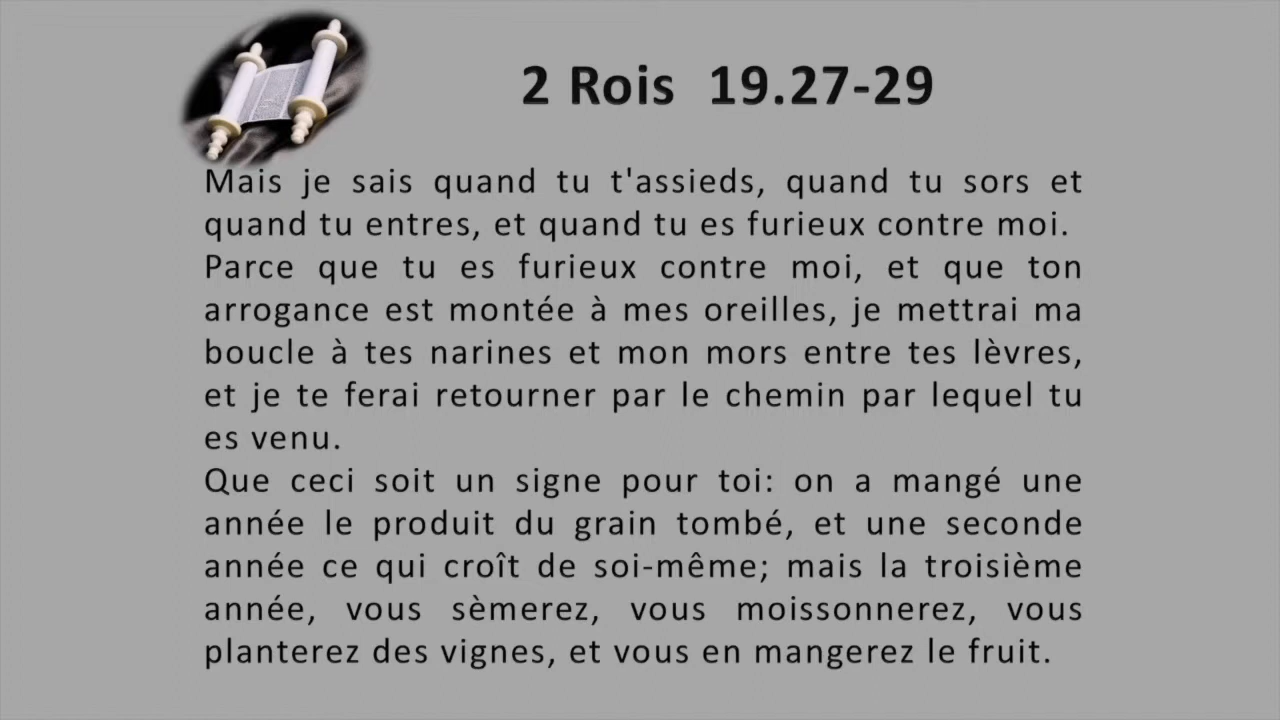 2 Rois 19.27-29
Mais je sais quand tu t'assieds, quand tu sors et
quand tu entres, et quand tu es furieux contre moi.
Parce que tu es furieux contre moi, et que ton
arrogance est montée à mes oreilles, je mettrai ma
boucle à tes narines et mon mors entre tes lèvres,
et je te ferai retourner par le chemin par lequel tu
es venu.
Que ceci soit un signe pour toi: on a mangé une
année le produit du grain tombé, et une seconde
année ce qui croît de soi-même; mais la troisième
année, vous sèmerez, vous moissonnerez, vous
planterez des vignes, et vous en mangerez le fruit.